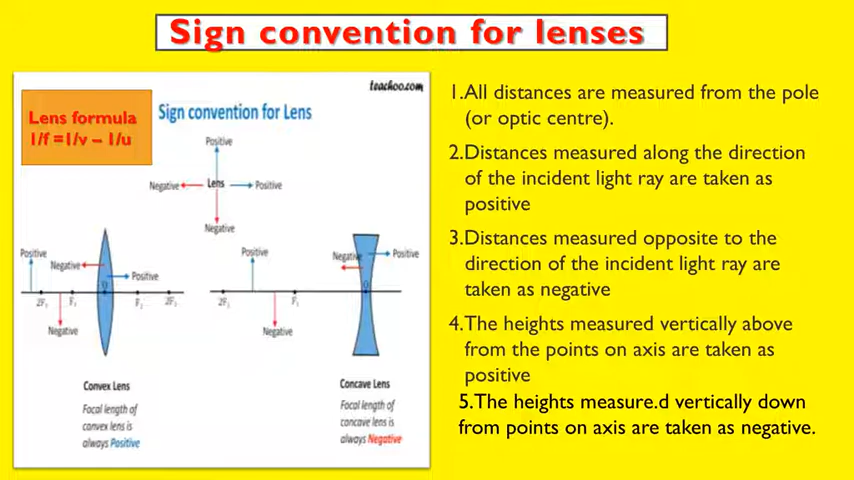 Sign convention for lenses
teachoo.com
Lens formula
1/f =1/v – 1/u
Sign convention for Lens
Positive
Negative
Lens
Positive
Negative
Positive
Negative
Positive
O
2F₁
F₁
F₂
2F₂
Negative
Positive
Negative
Positive
O
2F₁
F₁
Negative
Convex Lens
Focal length of
convex lens is
always Positive
Concave Lens
Focal length of
concave lens is
always Negative
1.All distances are measured from the pole
(or optic centre).
2.Distances measured along the direction
of the incident light ray are taken as
positive
3.Distances measured opposite to the
direction of the incident light ray are
taken as negative
4.The heights measured vertically above
from the points on axis are taken as
positive
5.The heights measure.d vertically down
from points on axis are taken as negative.